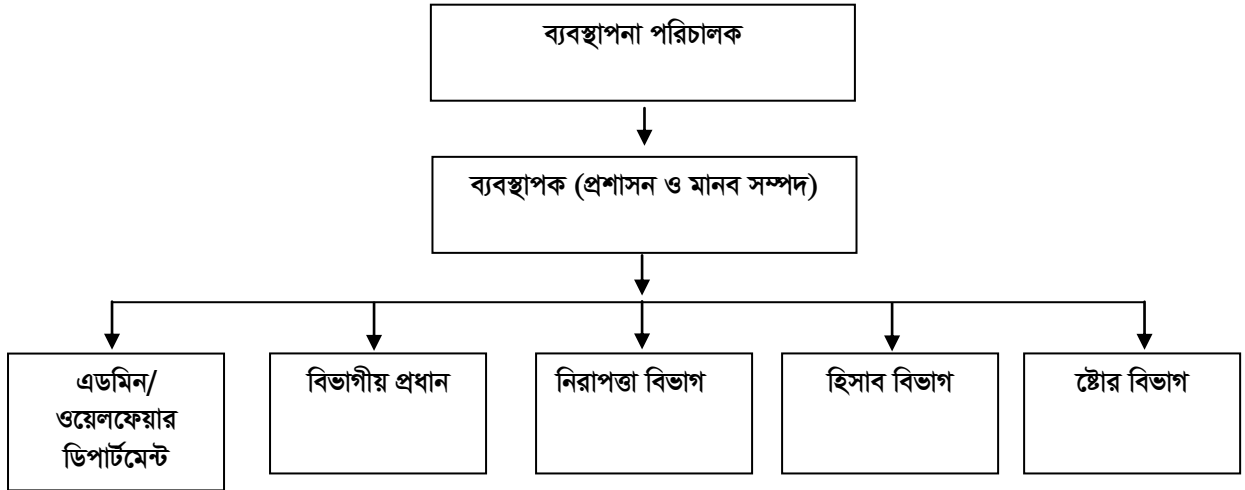 ব্যবস্থাপনা পরিচালক
ব্যবস্থাপক (প্রশাসন ও মানব সম্পদ)
এডমিন/
ওয়েলফেয়ার
ডিপার্টমেন্ট
বিভাগীয় প্রধান
নিরাপত্তা বিভাগ
হিসাব বিভাগ
ষ্টোর বিভাগ